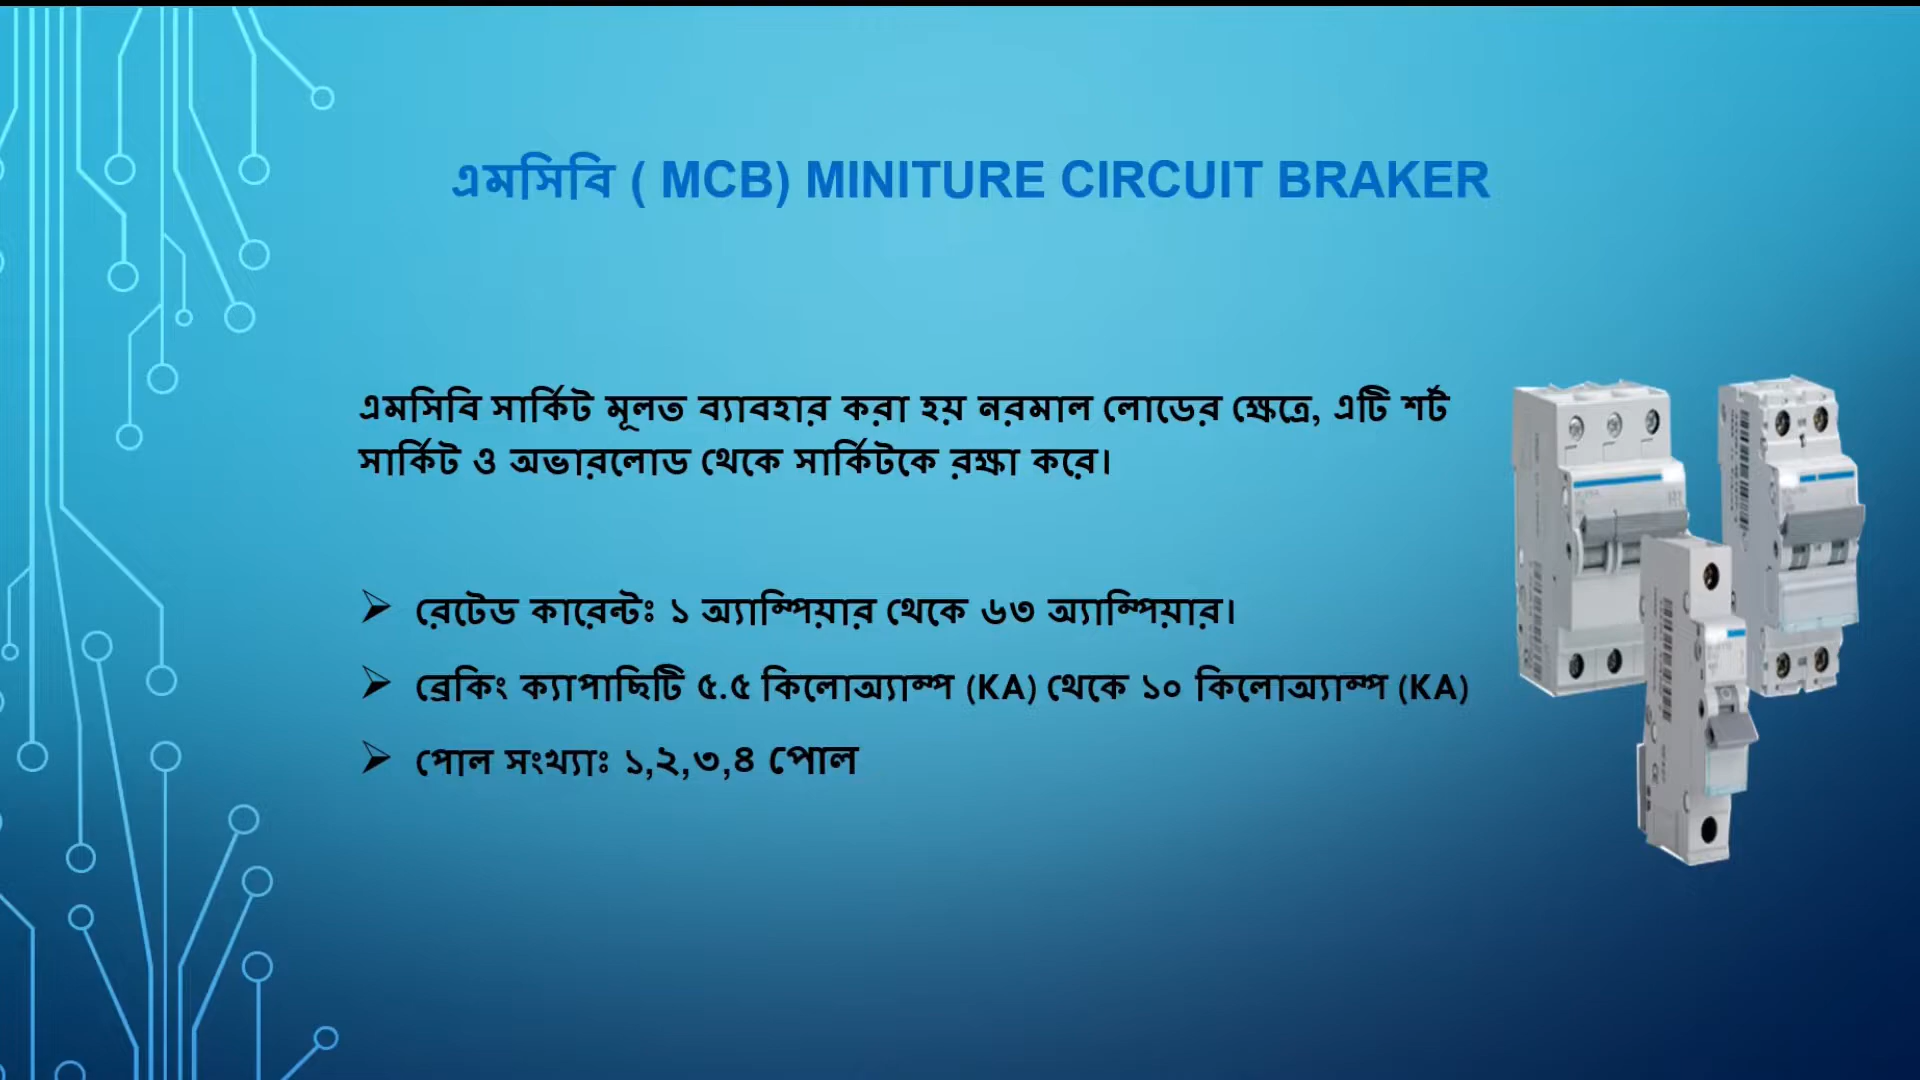 এমসিবি ( MCB) MINITURE CIRCUIT BRAKER
এমসিবি সার্কিট মূলত ব্যাবহার করা হয় নরমাল লোডের ক্ষেত্রে, এটি শর্ট
সার্কিট ও অভারলোড থেকে সার্কিটকে রক্ষা করে।
➢ রেটেড কারেন্টঃ ১ অ্যাম্পিয়ার থেকে ৬৩ অ্যাম্পিয়ার।
➢ ব্রেকিং ক্যাপাছিটি ৫.৫ কিলোঅ্যাম্প (KA) থেকে ১০ কিলোঅ্যাম্প (KA)
➢ পোল সংখ্যাঃ ১,২,৩,৪ পোল